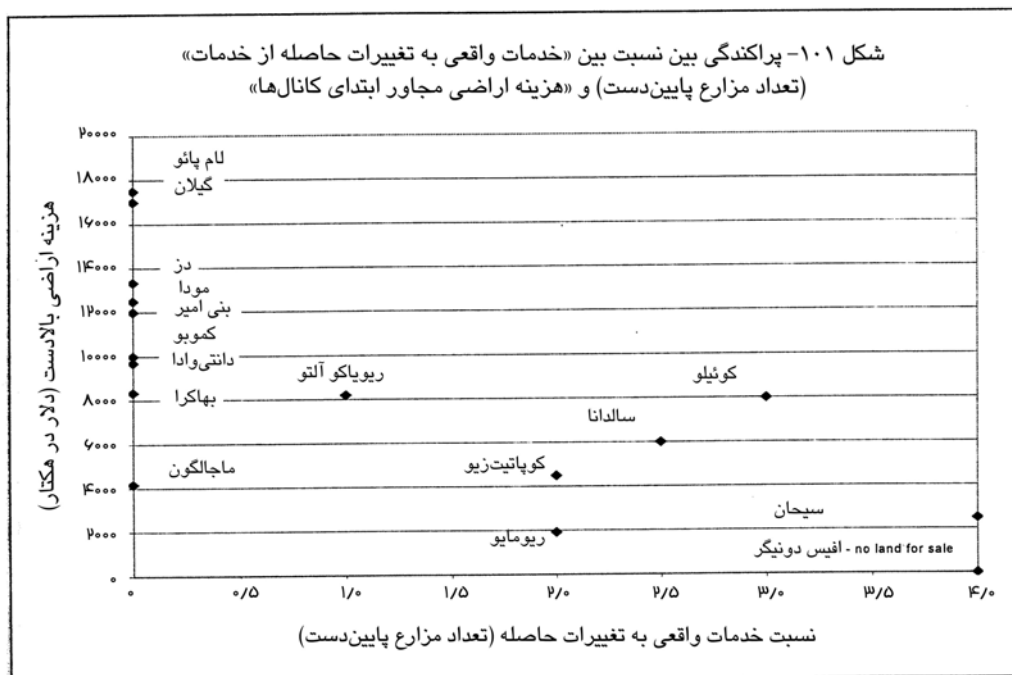 شکل ۱۰۱- پراکندگی بین نسبت بین «خدمات واقعی به تغییرات حاصله از خدمات»
(تعداد مزارع پایین‌دست) و «هزینه اراضی مجاور ابتدای کانال‌ها»
هزینه اراضی بالادست (دلار در هکتار)
۲۰۰۰۰
۱۸۰۰۰
۱۶۰۰۰
۱۴۰۰۰
۱۲۰۰۰
۱۰۰۰۰
۸۰۰۰
۶۰۰۰
۴۰۰۰
۲۰۰۰
۰
لام پائو
گیلان
دز
مودا
بنی امیر
کموبو
دانتی‌وادا
بهاکرا
ریویاکو آلتو
کوئیلو
سالدانا
ماجالگون
کوپاتیت‌زیو
سیحان
ریومایو
افیس دونیگر - no land for sale
۰ ۰/۵ ۱/۰ ۱/۵ ۲/۰ ۲/۵ ۳/۰ ۳/۵ ۴/۰
نسبت خدمات واقعی به تغییرات حاصله (تعداد مزارع پایین‌دست)